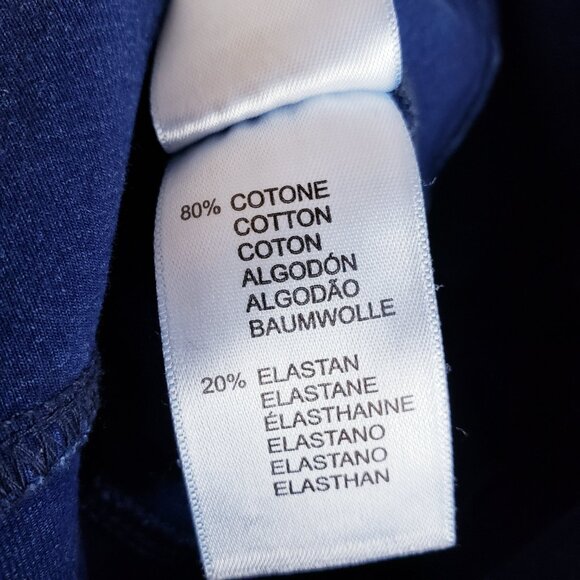 80% COTONE
COTTON
COTON
ALGODÓN
ALGODÃO
BAUMWOLLE
20% ELASTAN
ELASTANE
ÉLASTHANNE
ELASTANO
ELASTANO
ELASTHAN